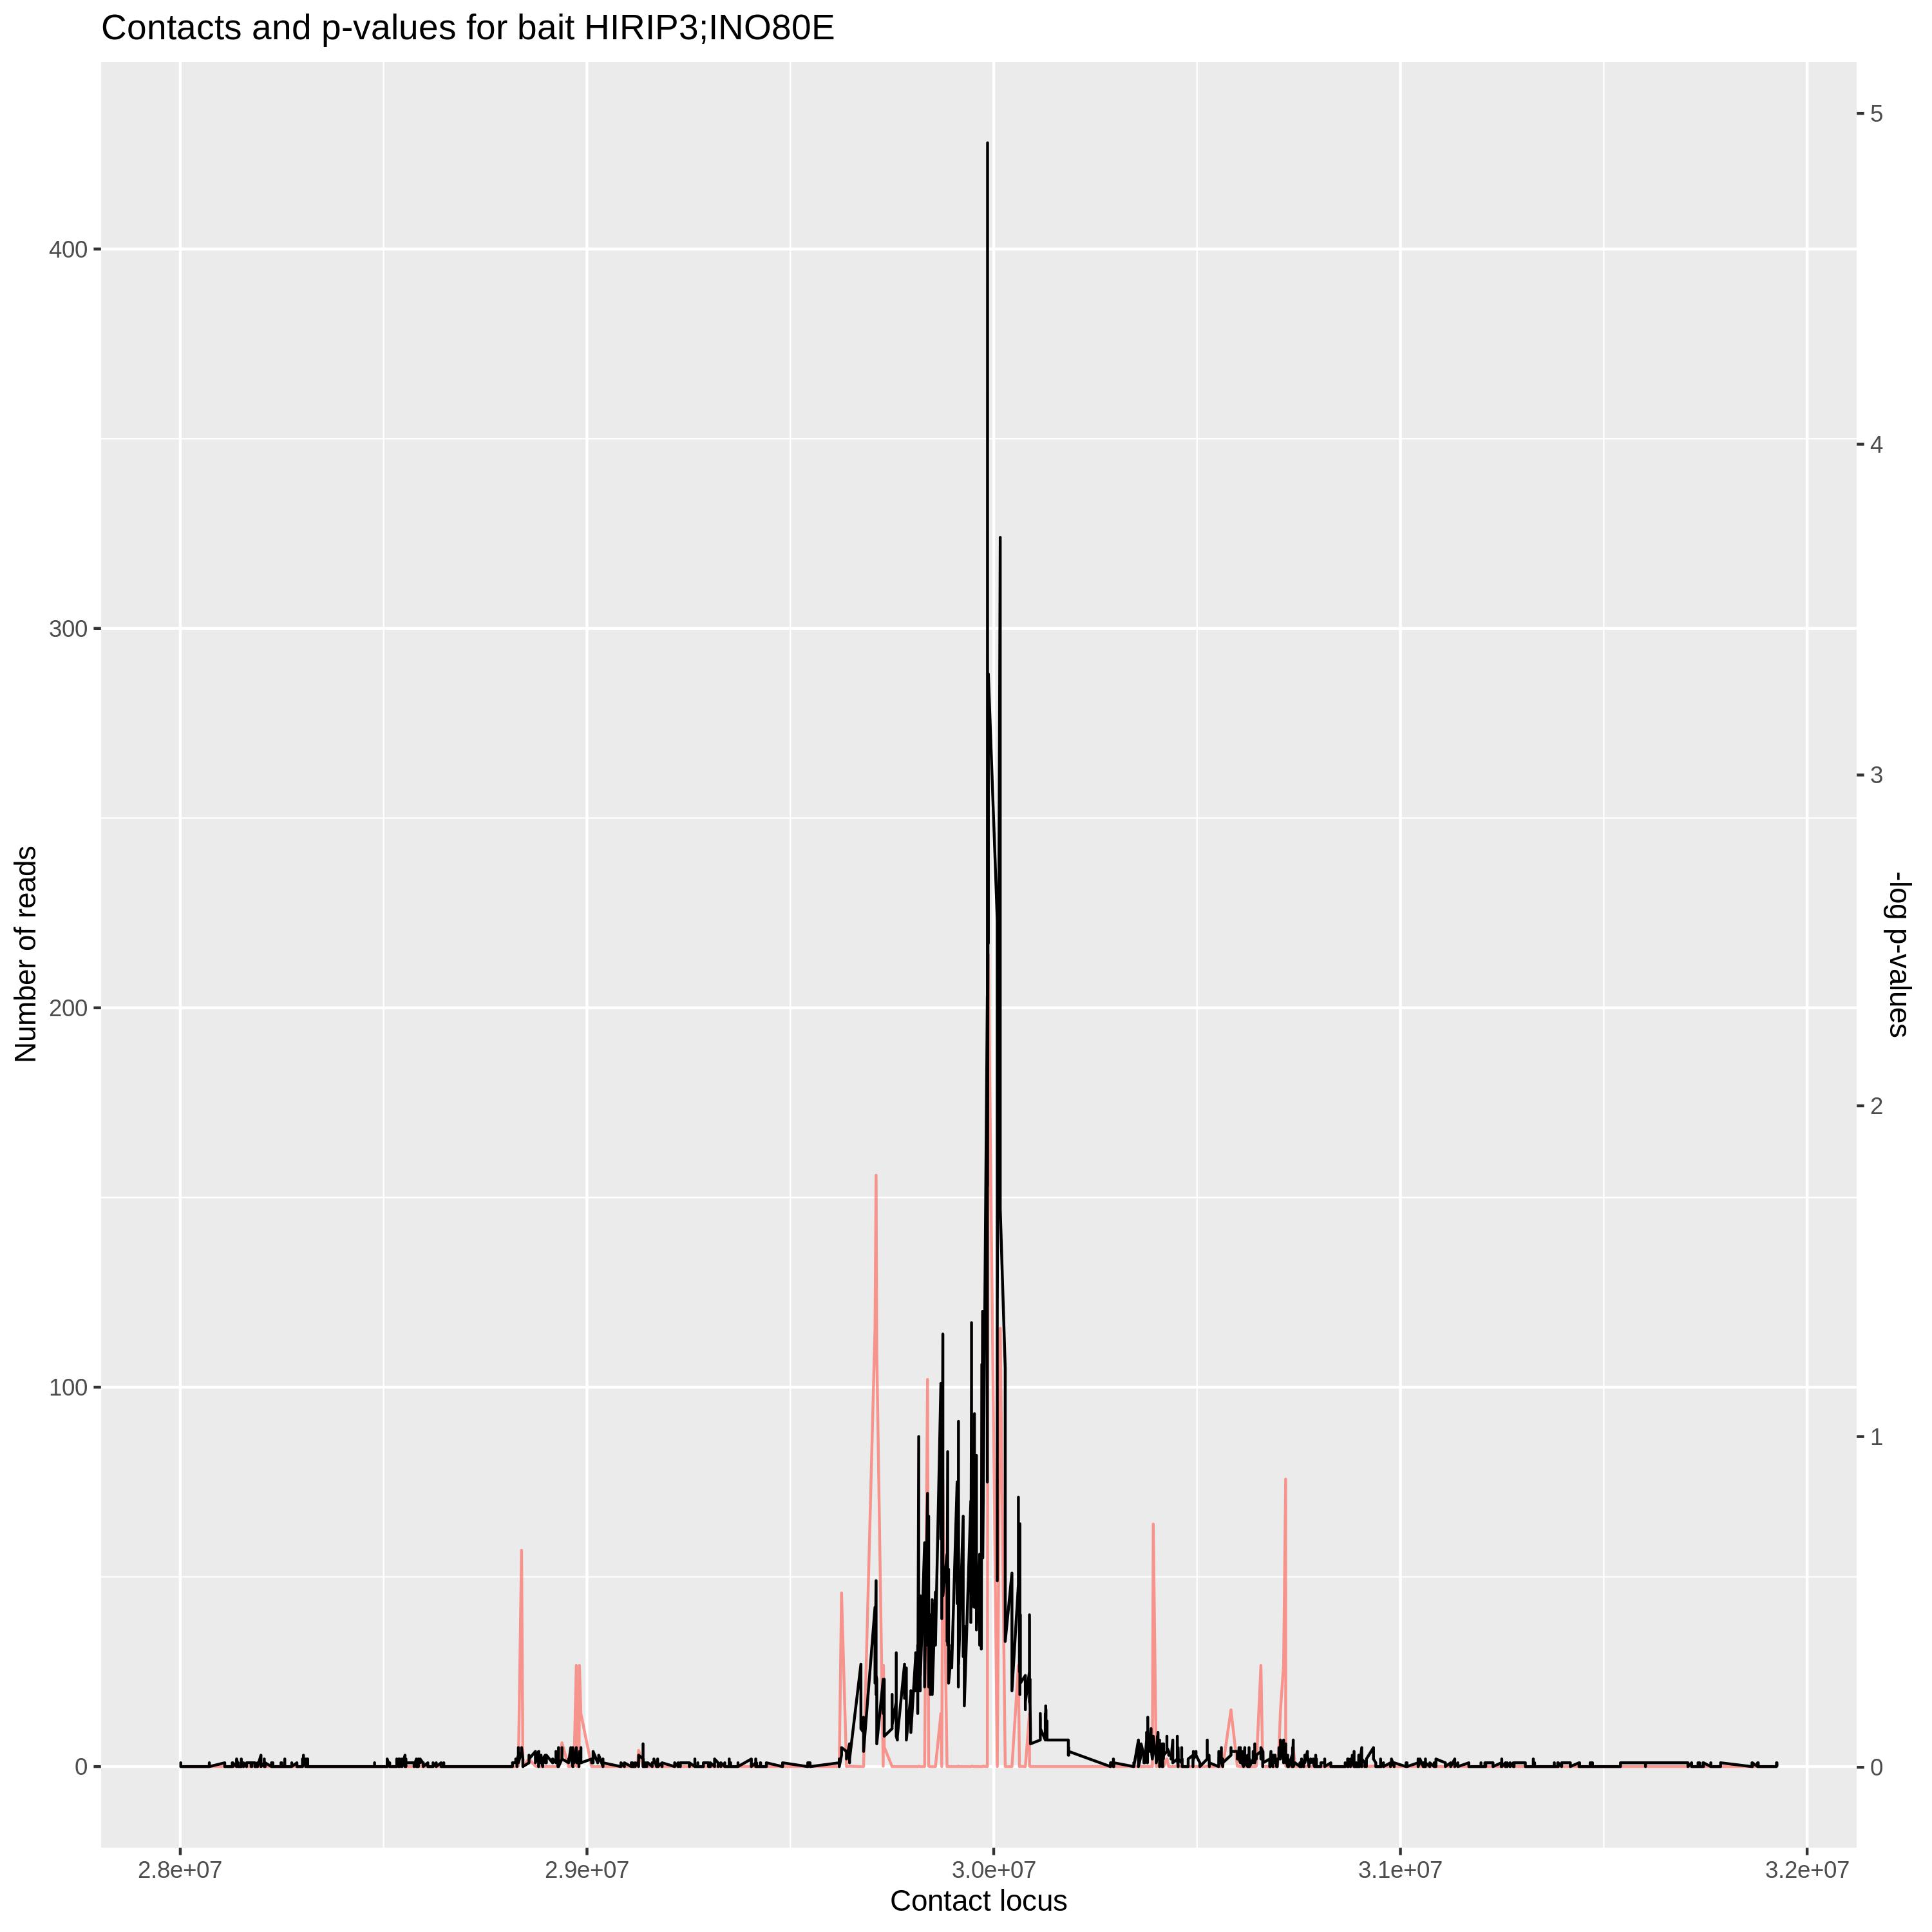 Contacts and p-values for bait HIRIP3;INO80E
Number of reads
400
300
200
100
0
5
4
3
2
1
0
-log p-values
2.8e+07 2.9e+07 3.0e+07 3.1e+07 3.2e+07
Contact locus